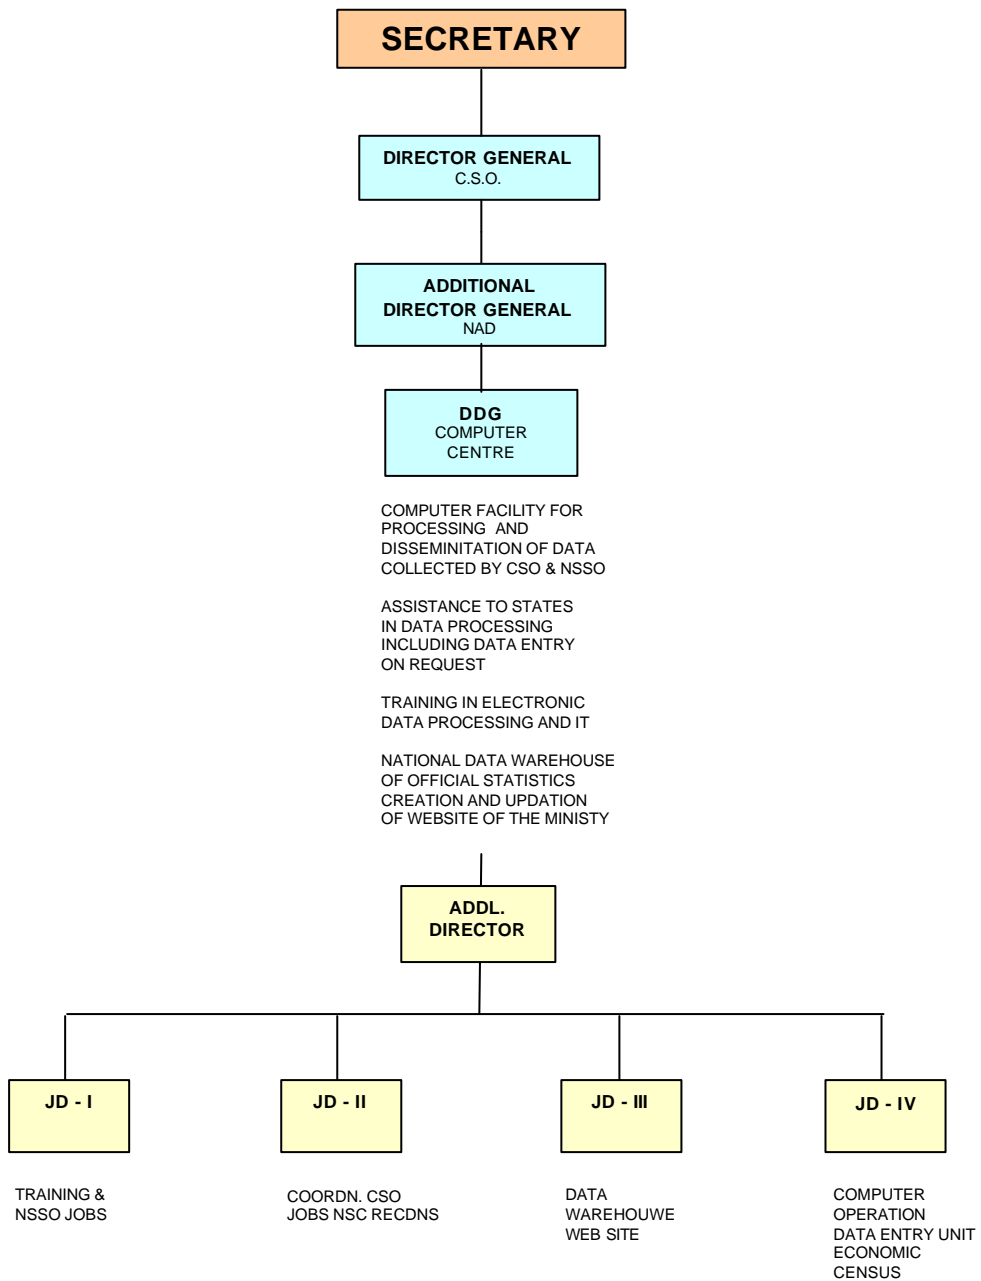 SECRETARY
DIRECTOR GENERAL
C.S.O.
ADDITIONAL
DIRECTOR GENERAL
NAD
DDG
COMPUTER
CENTRE
COMPUTER FACILITY FOR
PROCESSING AND
DISSEMINITATION OF DATA
COLLECTED BY CSO & NSSO
ASSISTANCE TO STATES
IN DATA PROCESSING
INCLUDING DATA ENTRY
ON REQUEST
TRAINING IN ELECTRONIC
DATA PROCESSING AND IT
NATIONAL DATA WAREHOUSE
OF OFFICIAL STATISTICS
CREATION AND UPDATION
OF WEBSITE OF THE MINISTY
ADDL.
DIRECTOR
JD - I
TRAINING &
NSSO JOBS
JD - II
COORDN. CSO
JOBS NSC RECDNS
JD - III
DATA
WAREHOUWE
WEB SITE
JD - IV
COMPUTER
OPERATION
DATA ENTRY UNIT
ECONOMIC
CENSUS